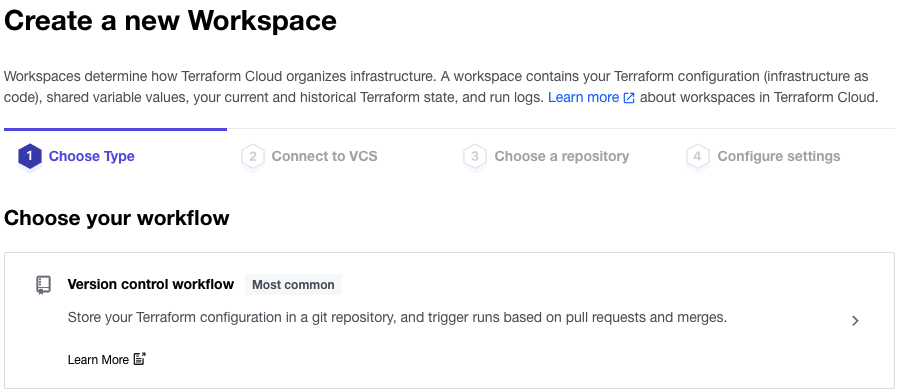 Create a new Workspace
Workspaces determine how Terraform Cloud organizes infrastructure. A workspace contains your Terraform configuration (infrastructure as
code), shared variable values, your current and historical Terraform state, and run logs. Learn more about workspaces in Terraform Cloud.
1 Choose Type
2 Connect to VCS
3 Choose a repository
4 Configure settings
Choose your workflow
Version control workflow Most common
Store your Terraform configuration in a git repository, and trigger runs based on pull requests and merges.
Learn More